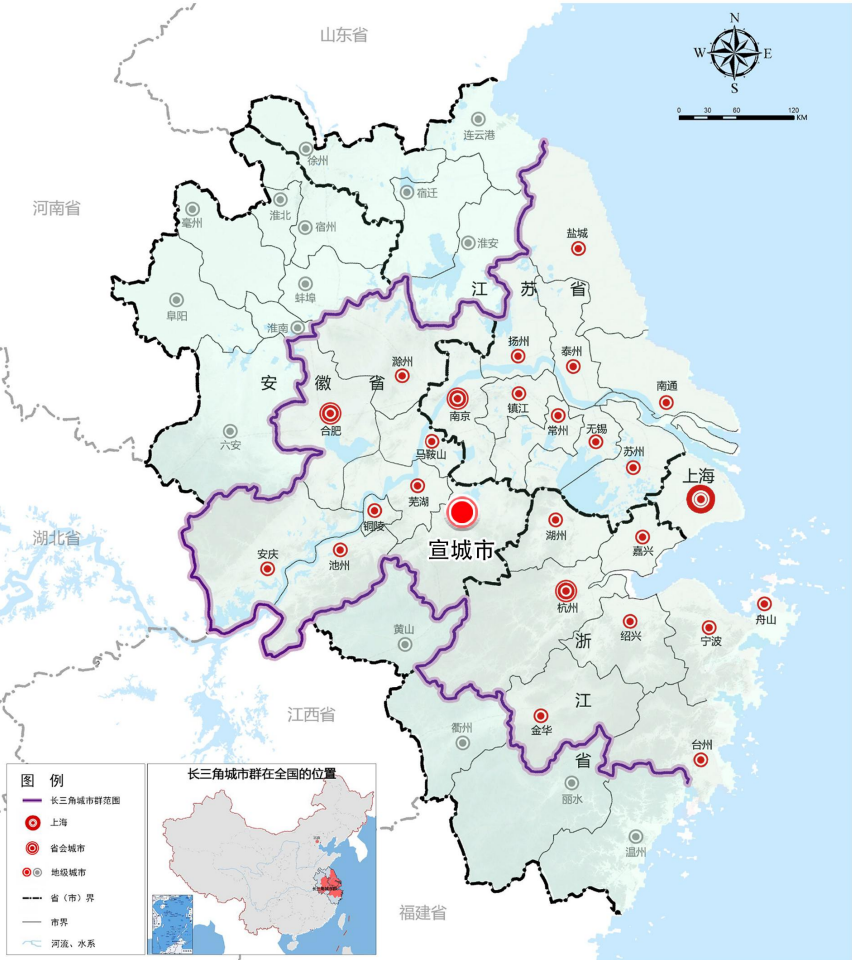 山东省
N
W
E
S
0 30 60 120
KM
连云港
徐州
宿迁
河南省
亳州
淮北
宿州
盐城
淮安
江 苏 省
蚌埠
阜阳
淮南
扬州
泰州
滁州
安 徽 省
南通
镇江
南京
常州
合肥
无锡
六安
马鞍山
苏州
上海
芜湖
铜陵
湖州
湖北省
宣城市
嘉兴
安庆
池州
杭州
舟山
黄山
绍兴
宁波
浙
江
省
江西省
衢州
金华
台州
丽水
温州
福建省
图 例
长三角城市群范围
上海
省会城市
地级城市
省（市）界
市界
河流、水系
长三角城市群在全国的位置